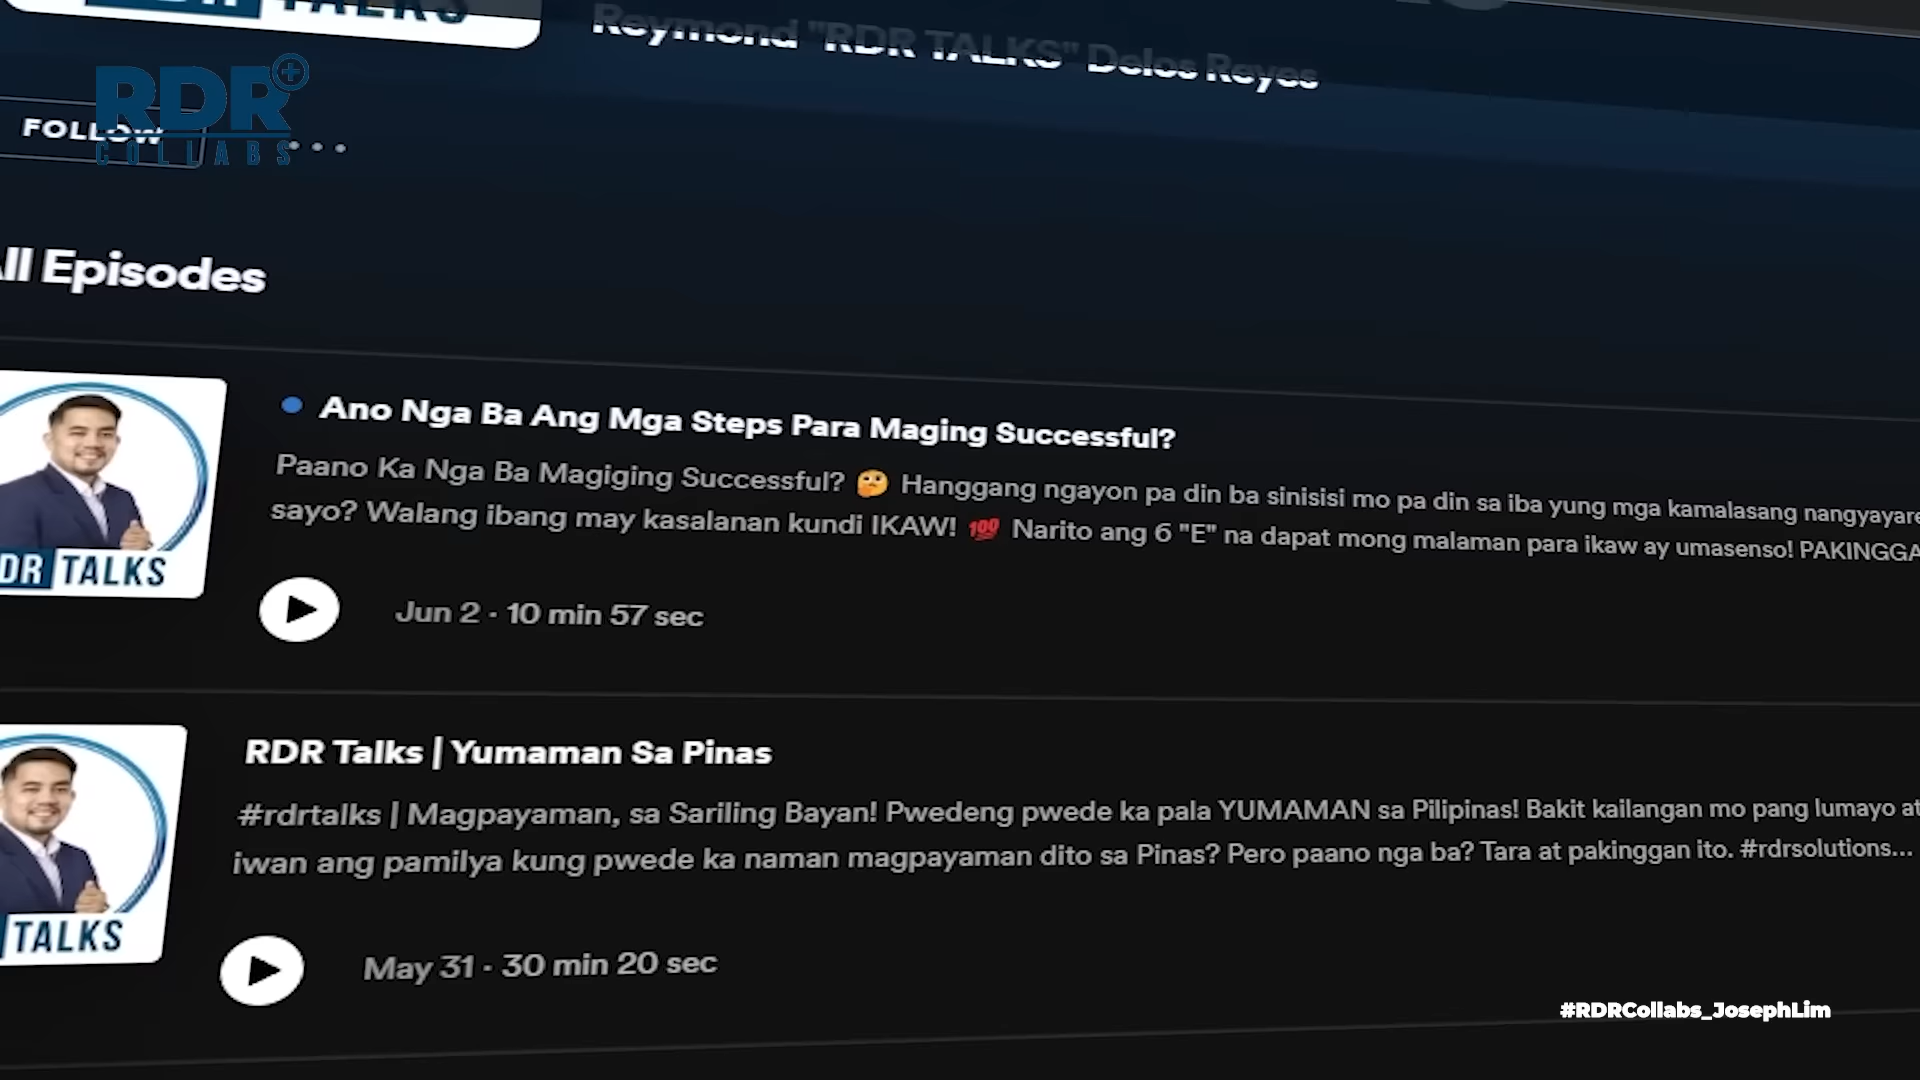 Reymond "RDR TALKS" Delos Reyes
RDR+
COLLABS
FOLLOW
All Episodes
Ano Nga Ba Ang Mga Steps Para Maging Successful?
Paano Ka Nga Ba Magiging Successful? 🤔 Hanggang ngayon pa din ba sinisisi mo pa din sa iba yung mga kamalasang nangyayare
sayo? Walang ibang may kasalanan kundi IKAW! 💯 Narito ang 6 "E" na dapat mong malaman para ikaw ay umasenso!
Jun 2 · 10 min 57 sec
DR TALKS
RDR Talks | Yumaman Sa Pinas
#rdrtalks | Magpayaman, sa Sariling Bayan! Pwedeng pwede ka pala YUMAMAN sa Pilipinas! Bakit kailangan mo pang lumayo at
iwan ang pamilya kung pwede ka naman magpayaman dito sa Pinas? Pero paano nga ba? Tara at pakinggan ito. #rdrsolutions...
TALKS
May 31 · 30 min 20 sec
#RDRCollabs_JosephLim